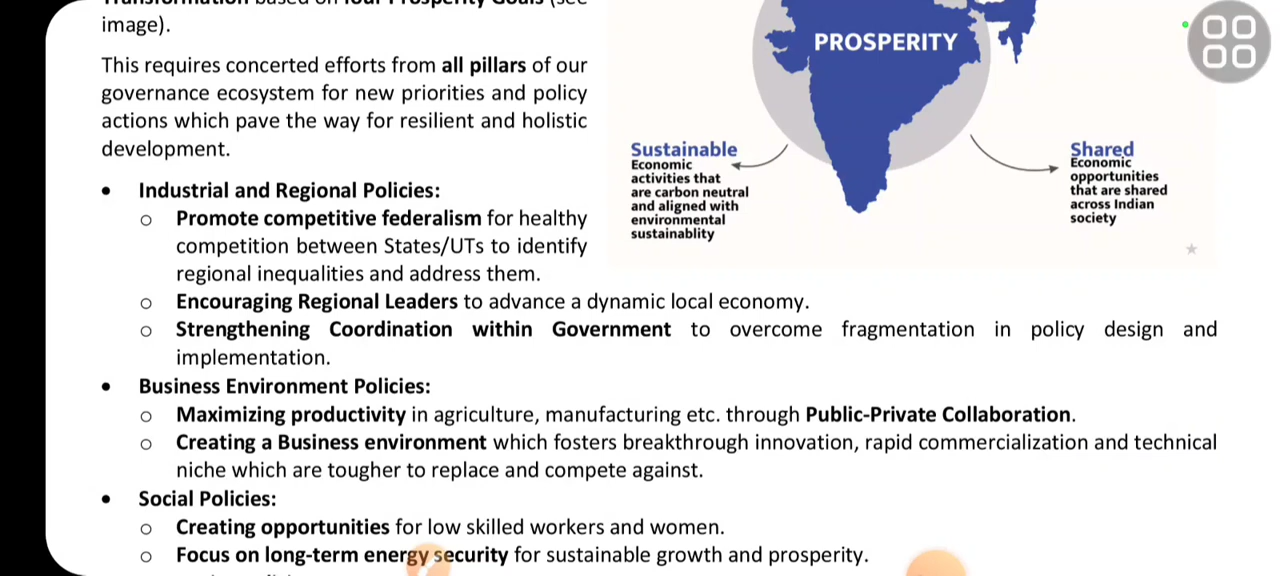 image).
This requires concerted efforts from all pillars of our
governance ecosystem for new priorities and policy
actions which pave the way for resilient and holistic
development.
• Industrial and Regional Policies:
o Promote competitive federalism for healthy
competition between States/UTs to identify
regional inequalities and address them.
o Encouraging Regional Leaders to advance a dynamic local economy.
o Strengthening Coordination within Government to overcome fragmentation in policy design and
implementation.
• Business Environment Policies:
o Maximizing productivity in agriculture, manufacturing etc. through Public-Private Collaboration.
o Creating a Business environment which fosters breakthrough innovation, rapid commercialization and technical
niche which are tougher to replace and compete against.
• Social Policies:
o Creating opportunities for low skilled workers and women.
o Focus on long-term energy security for sustainable growth and prosperity.
PROSPERITY
Sustainable
Economic
activities that
are carbon neutral
and aligned with
environmental
sustainablity
Shared
Economic
opportunities
that are shared
across Indian
society